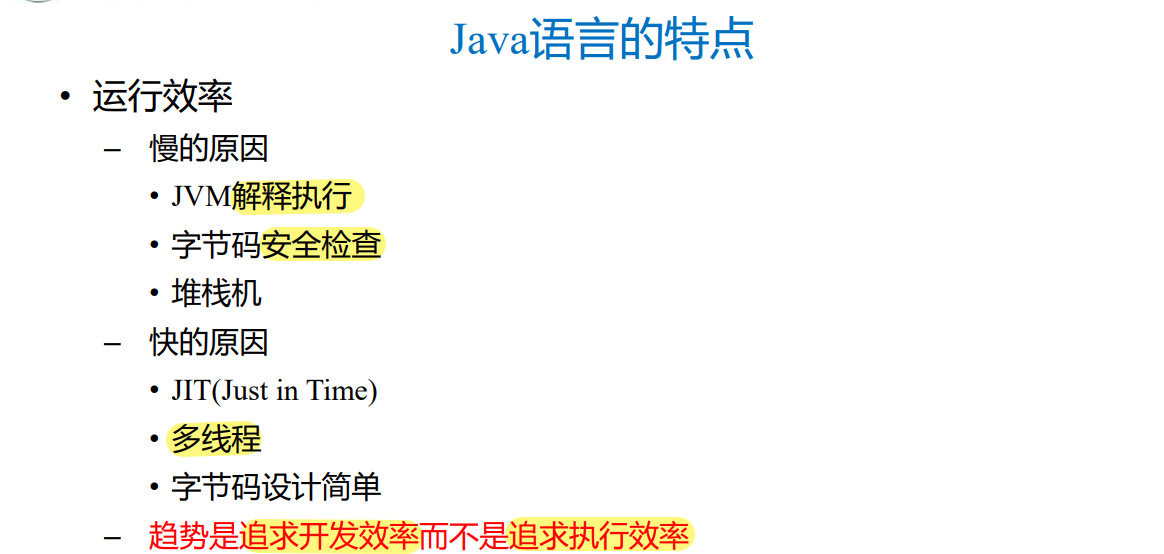 Java语言的特点
• 运行效率
– 慢的原因
• JVM解释执行
• 字节码安全检查
• 堆栈机
– 快的原因
• JIT(Just in Time)
• 多线程
• 字节码设计简单
– 趋势是追求开发效率而不是追求执行效率